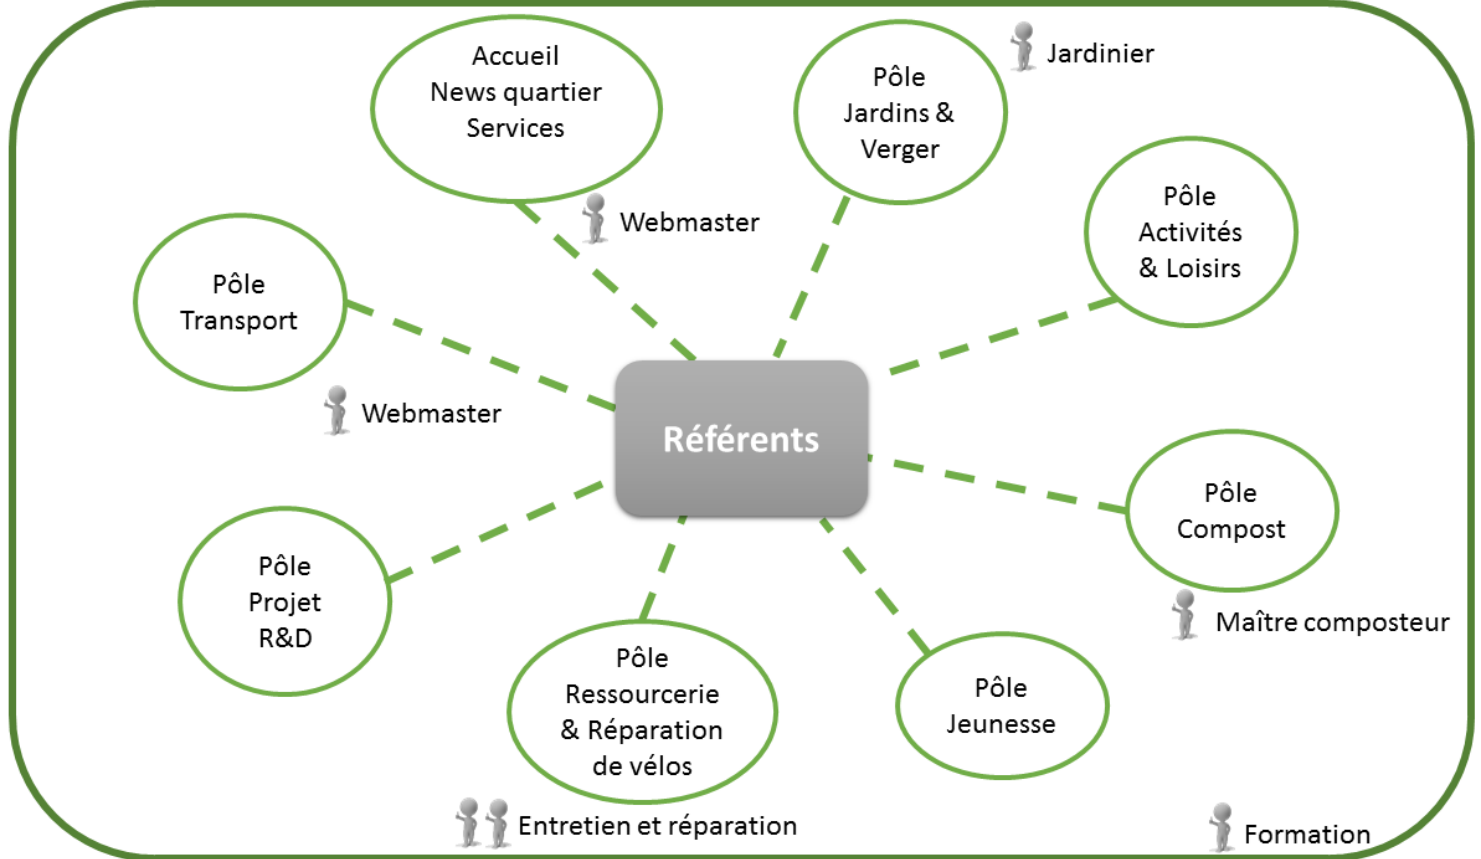 Accueil
News quartier
Services
Pôle
Jardins &
Verger
Jardinier
Pôle
Activités
& Loisirs
Webmaster
Pôle
Transport
Webmaster
Référents
Pôle
Compost
Maître composteur
Pôle
Projet
R&D
Pôle
Ressourcerie
& Réparation
de vélos
Pôle
Jeunesse
Entretien et réparation
Formation